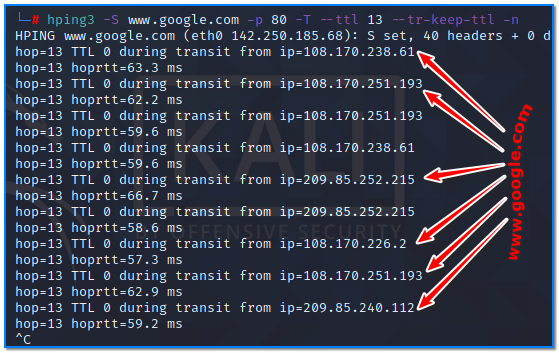 └─# hping3 -S www.google.com -p 80 -T --ttl 13 --tr-keep-ttl -n
HPING www.google.com (eth0 142.250.185.68): S set, 40 headers + 0 d
hop=13 TTL 0 during transit from ip=108.170.238.61
hop=13 hoprtt=63.3 ms
hop=13 TTL 0 during transit from ip=108.170.251.193
hop=13 hoprtt=62.2 ms
hop=13 TTL 0 during transit from ip=108.170.251.193
hop=13 hoprtt=59.6 ms
hop=13 TTL 0 during transit from ip=108.170.238.61
hop=13 hoprtt=59.6 ms
hop=13 TTL 0 during transit from ip=209.85.252.215
hop=13 hoprtt=66.7 ms
hop=13 TTL 0 during transit from ip=209.85.252.215
hop=13 hoprtt=58.6 ms
hop=13 TTL 0 during transit from ip=108.170.226.2
hop=13 hoprtt=57.3 ms
hop=13 TTL 0 during transit from ip=108.170.251.193
hop=13 hoprtt=62.9 ms
hop=13 TTL 0 during transit from ip=209.85.240.112
hop=13 hoprtt=59.2 ms
^C
www.google.com
KALI
OFFENSIVE SECURITY